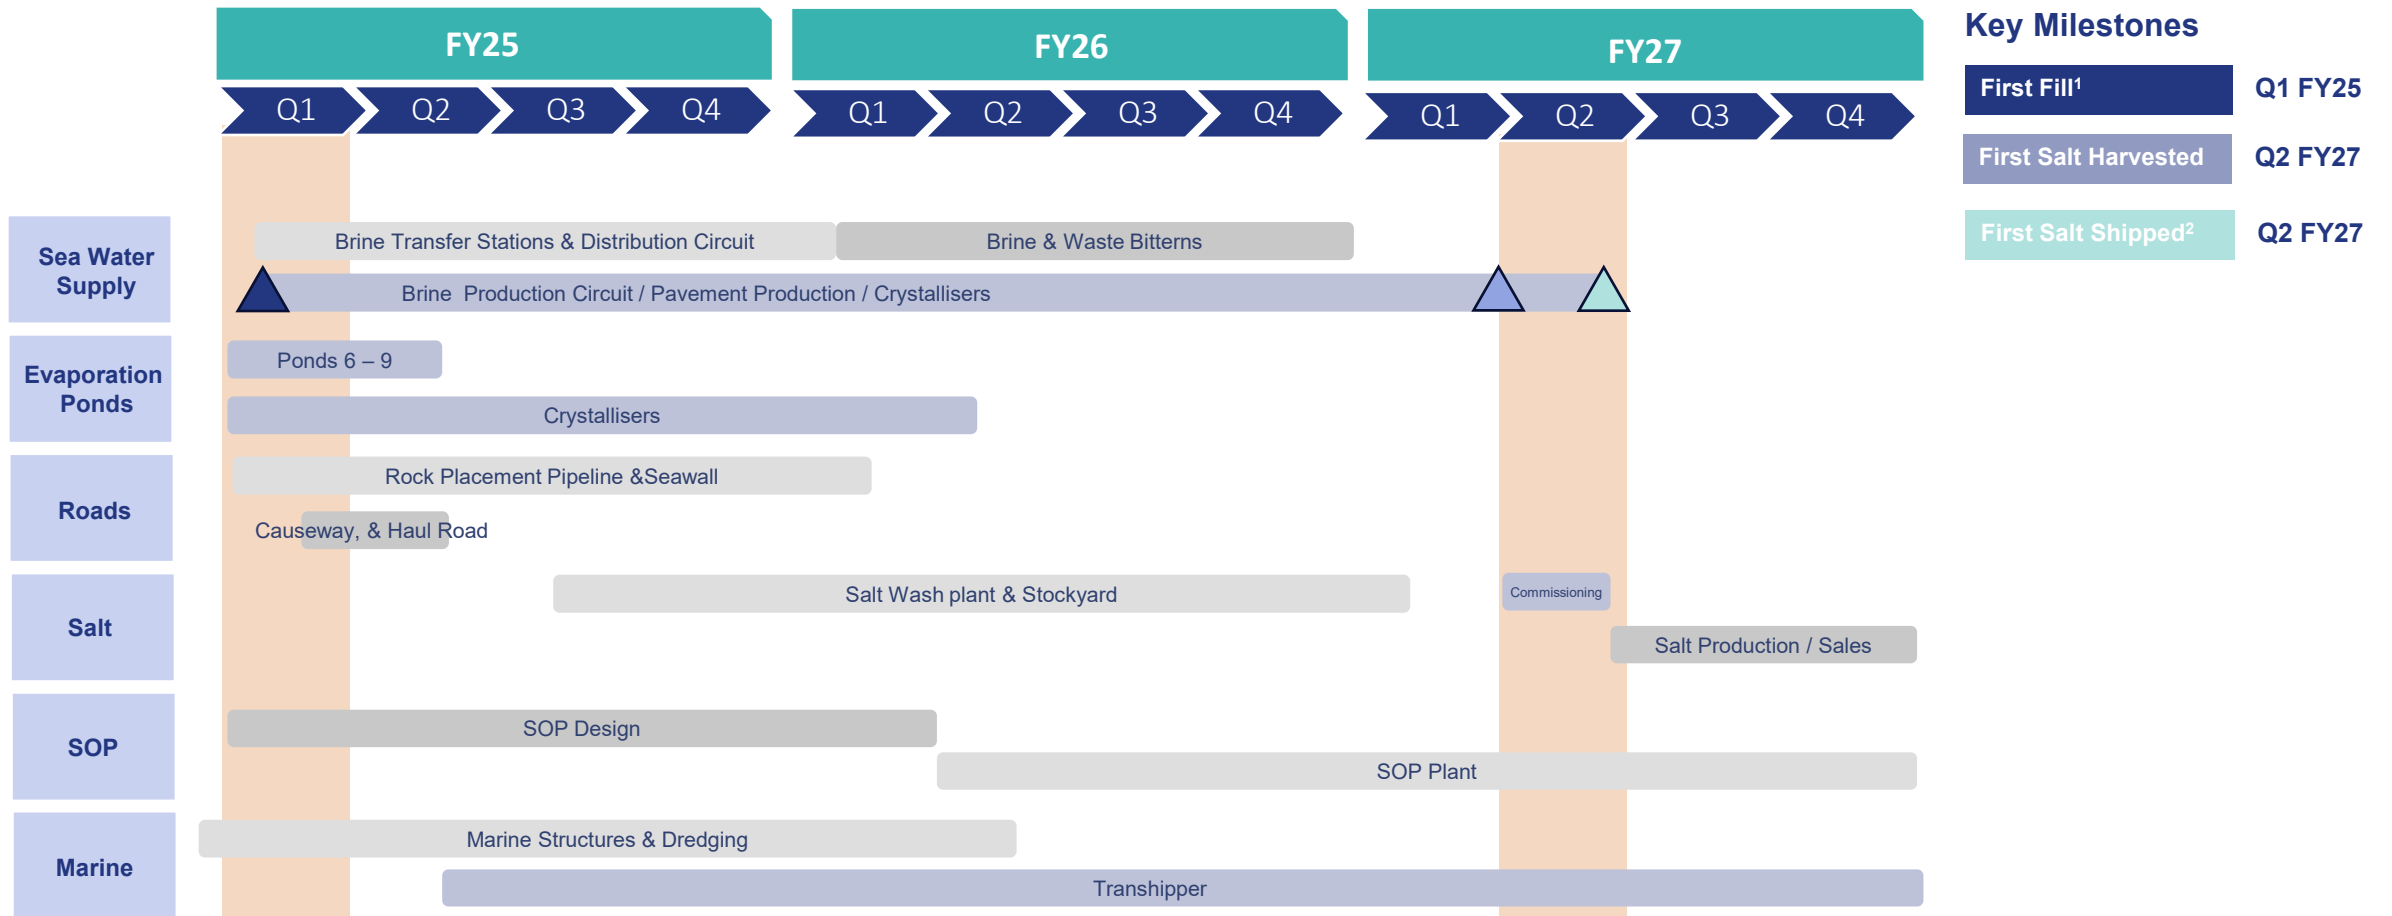 FY25
FY26
FY27
Key Milestones
Q1
Q2
Q3
Q4
Q1
Q2
Q3
Q4
Q1
Q2
Q3
Q4
First Fill¹ Q1 FY25
First Salt Harvested Q2 FY27
First Salt Shipped² Q2 FY27
Sea Water
Supply
Brine Transfer Stations & Distribution Circuit
Brine & Waste Bitterns
Brine  Production Circuit / Pavement Production / Crystallisers
Evaporation
Ponds
Ponds 6 – 9
Crystallisers
Roads
Rock Placement Pipeline &Seawall
Causeway, & Haul Road
Salt
Salt Wash plant & Stockyard
Commissioning
Salt Production / Sales
SOP
SOP Design
SOP Plant
Marine
Marine Structures & Dredging
Transhipper